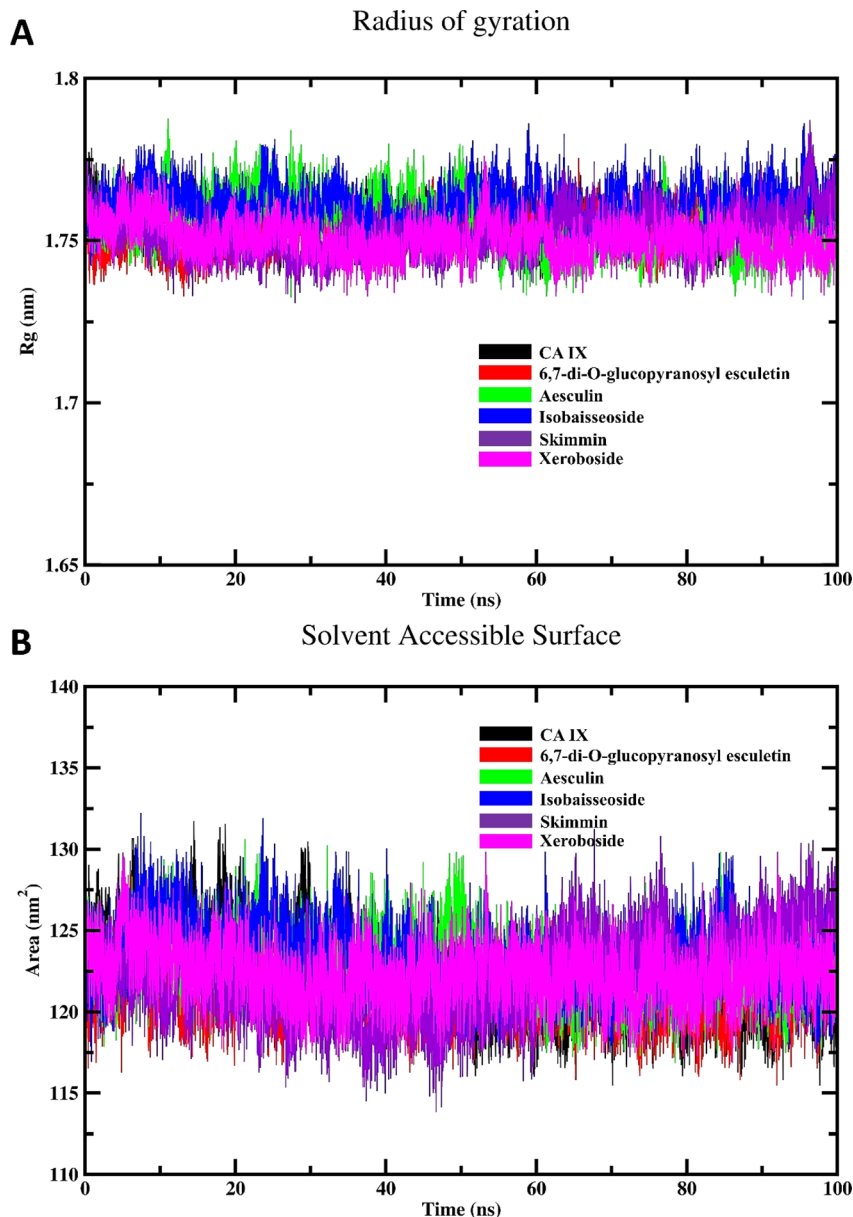 A
Radius of gyration
1.8
1.75
1.7
1.65
Rg (nm)
CA IX
6,7-di-O-glucopyranosyl esculetin
Aesculin
Isobaisseoside
Skimmin
Xeroboside
0 20 40 60 80 100
Time (ns)
B
Solvent Accessible Surface
140
135
130
125
120
115
110
Area (nm²)
CA IX
6,7-di-O-glucopyranosyl esculetin
Aesculin
Isobaisseoside
Skimmin
Xeroboside
0 20 40 60 80 100
Time (ns)